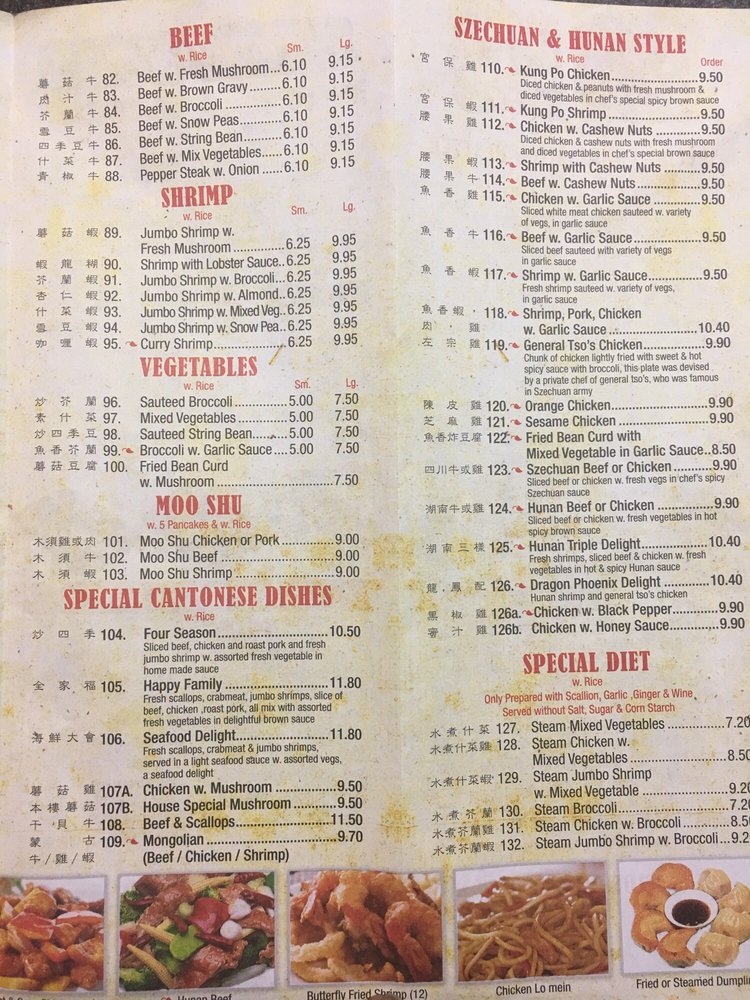 BEEF
w. Rice
Sm. Lg.
蘑菇牛 82. Beef w. Fresh Mushroom...6.10 9.15
肉汁牛 83. Beef w. Brown Gravy.......6.10 9.15
芥蘭牛 84. Beef w. Broccoli .............6.10 9.15
雪豆牛 85. Beef w. Snow Peas.........6.10 9.15
四季豆牛 86. Beef w. String Bean........6.10 9.15
什菜牛 87. Beef w. Mix Vegetables......6.10 9.15
青椒牛 88. Pepper Steak w. Onion ......6.10 9.15
SHRIMP
w. Rice
Sm. Lg.
蘑菇蝦 89. Jumbo Shrimp w.
Fresh Mushroom ............6.25 9.95
蝦龍糊 90. Shrimp with Lobster Sauce..6.25 9.95
芥蘭蝦 91. Jumbo Shrimp w. Broccoli...6.25 9.95
杏仁蝦 92. Jumbo Shrimp w. Almond..6.25 9.95
什菜蝦 93. Jumbo Shrimp w. Mixed Veg..6.25 9.95
雪豆蝦 94. Jumbo Shrimp w. Snow Pea..6.25 9.95
咖喱蝦 95. Curry Shrimp.................6.25 9.95
VEGETABLES
w. Rice
Sm. Lg.
炒芥蘭 96. Sauteed Broccoli.............5.00 7.50
素什菜 97. Mixed Vegetables ............5.00 7.50
炒四季豆 98. Sauteed String Bean........5.00 7.50
魚香芥蘭 99. Broccoli w. Garlic Sauce....5.00 7.50
蘑菇豆腐 100. Fried Bean Curd
w. Mushroom ...........................7.50
MOO SHU
w. 5 Pancakes & w. Rice
木須雞或肉 101. Moo Shu Chicken or Pork..............9.00
木須牛 102. Moo Shu Beef .............................9.00
木須蝦 103. Moo Shu Shrimp ..........................9.00
SPECIAL CANTONESE DISHES
w. Rice
炒四季 104. Four Season............................10.50
Sliced beef, chicken and roast pork and fresh
jumbo shrimp w. assorted fresh vegetable in
home made sauce
全家福 105. Happy Family ..........................11.80
Fresh scallops, crabmeat, jumbo shrimps, slice of
beef, chicken ,roast pork, all mix with assorted
fresh vegetables in delightful brown sauce
海鮮大會 106. Seafood Delight.......................11.80
Fresh scallops, crabmeat & jumbo shrimps,
served in a light seafood sauce w. assorted vegs,
a seafood delight
蘑菇雞 107A. Chicken w. Mushroom ................9.50
本樓蘑菇 107B. House Special Mushroom ...........9.50
干貝牛 108. Beef & Scallops.......................11.50
蒙古 109. Mongolian ..............................9.70
牛/雞/蝦 (Beef / Chicken / Shrimp)
SZECHUAN & HUNAN STYLE
w. Rice
Order
宮保雞 110. Kung Po Chicken..........................9.50
Diced chicken & peanuts with fresh mushroom &
diced vegetables in chef's special spicy brown sauce
宮保蝦 111. Kung Po Shrimp ..........................9.50
腰果雞 112. Chicken w. Cashew Nuts ................9.50
Diced chicken & cashew nuts with fresh mushroom
and diced vegetables in chef's special brown sauce
腰果蝦 113. Shrimp with Cashew Nuts ..............9.50
腰果牛 114. Beef w. Cashew Nuts ...................9.50
魚香雞 115. Chicken w. Garlic Sauce ................9.50
Sliced white meat chicken sauteed w. variety
of vegs, in garlic sauce
魚香牛 116. Beef w. Garlic Sauce....................9.50
Sliced beef sauteed with variety of vegs
in garlic sauce
魚香蝦 117. Shrimp w. Garlic Sauce.................9.50
Fresh shrimp sauteed w. variety of vegs,
in garlic sauce
魚香蝦， 118. Shrimp, Pork, Chicken
肉，雞 w. Garlic Sauce .......................10.40
左宗雞 119. General Tso's Chicken...................9.90
Chunk of chicken lightly fried with sweet & hot
spicy sauce with broccoli, this plate was devised
by a private chef of general tso's, who was famous
in Szechuan army
陳皮雞 120. Orange Chicken...........................9.90
芝麻雞 121. Sesame Chicken .........................9.90
魚香炸豆腐 122. Fried Bean Curd with
Mixed Vegetable in Garlic Sauce..8.50
四川牛或雞 123. Szechuan Beef or Chicken ...........9.90
Sliced beef or chicken w. fresh vegs in chef's spicy
Szechuan sauce
湖南牛或雞 124. Hunan Beef or Chicken ..............9.90
Sliced beef or chicken w. fresh vegetables in hot
spicy brown sauce
湖南三樣 125. Hunan Triple Delight..................10.40
Fresh shrimps, sliced beef & chicken w. fresh
vegetables in hot & spicy Hunan sauce
龍，鳳配 126. Dragon Phoenix Delight ............10.40
Hunan shrimp and general tso's chicken
黑椒雞 126a. Chicken w. Black Pepper.............9.90
蜜汁雞 126b. Chicken w. Honey Sauce..............9.90
SPECIAL DIET
w. Rice
Only Prepared with Scallion, Garlic ,Ginger & Wine
Served without Salt, Sugar & Corn Starch
水煮什菜 127. Steam Mixed Vegetables ..............7.20
水煮什菜雞 128. Steam Chicken w.
Mixed Vegetables .......................8.50
水煮什菜蝦 129. Steam Jumbo Shrimp
w. Mixed Vegetable ....................9.20
水煮芥蘭 130. Steam Broccoli..........................7.20
水煮芥蘭雞 131. Steam Chicken w. Broccoli...........8.50
水煮芥蘭蝦 132. Steam Jumbo Shrimp w. Broccoli...9.20
Hunan Beef
Butterfly Fried Shrimp (12)
Chicken Lo mein
Fried or Steamed Dumplin